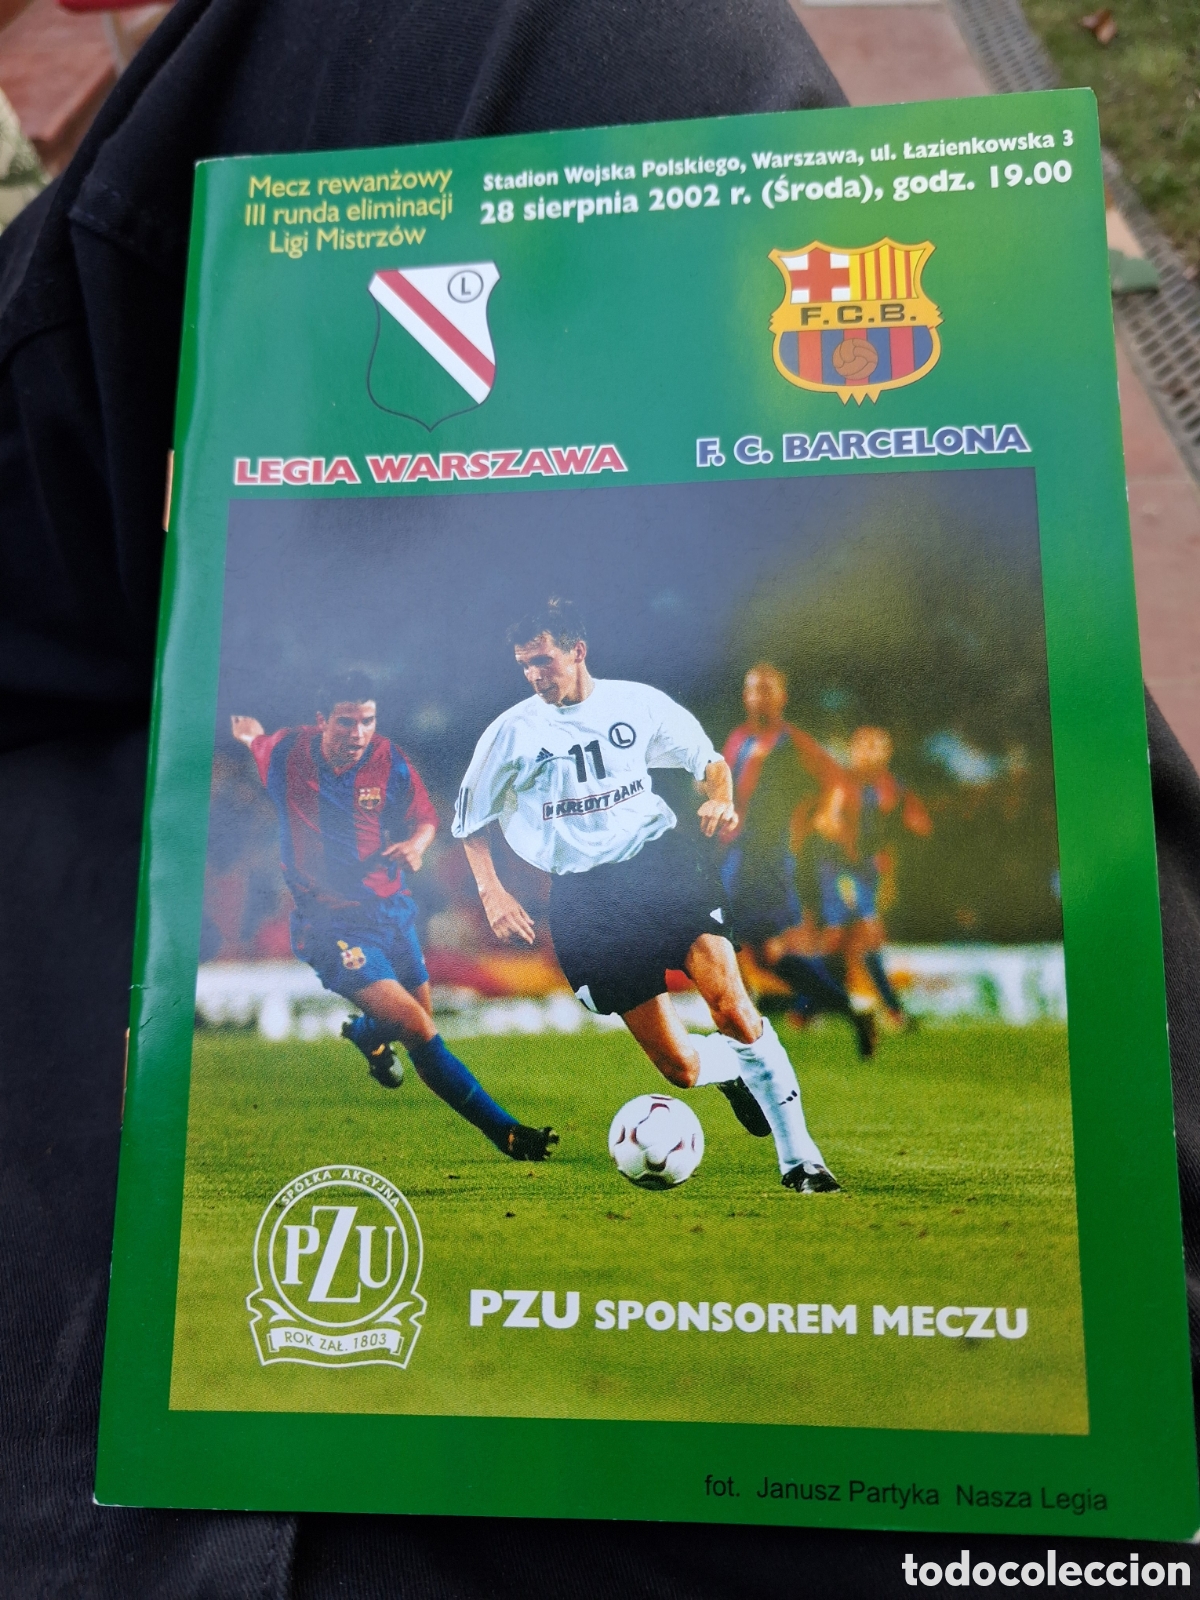 Mecz rewanżowy
III runda eliminacji
Ligi Mistrzów
Stadion Wojska Polskiego, Warszawa, ul. Łazienkowska 3
28 sierpnia 2002 r. (Środa), godz. 19.00
L
F.C.B.
LEGIA WARSZAWA
F. C. BARCELONA
11
L
KREDYT BANK
SPÓŁKA AKCYJNA
PZU
ROK ZAŁ. 1803
PZU SPONSOREM MECZU
fot. Janusz Partyka Nasza Legia
todocoleccion